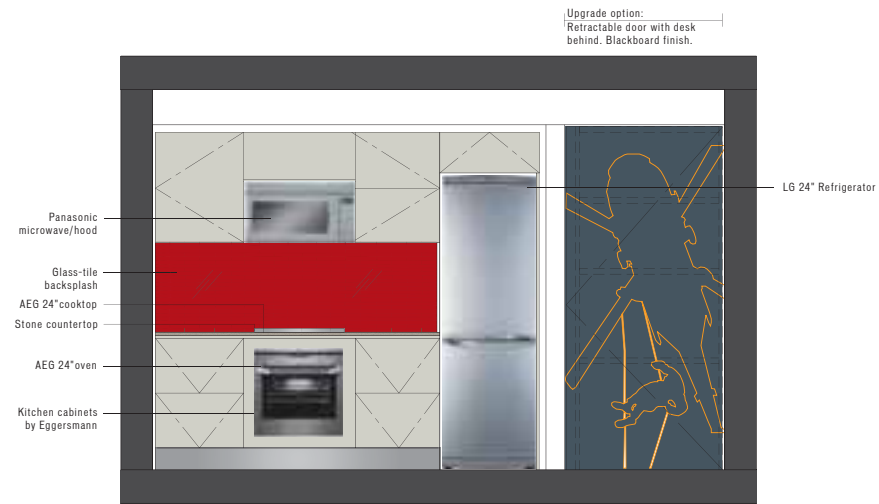 Upgrade option:
Retractable door with desk
behind. Blackboard finish.
LG 24" Refrigerator
Panasonic
microwave/hood
Glass-tile
backsplash
AEG 24"cooktop
Stone countertop
AEG 24"oven
Kitchen cabinets
by Eggersmann